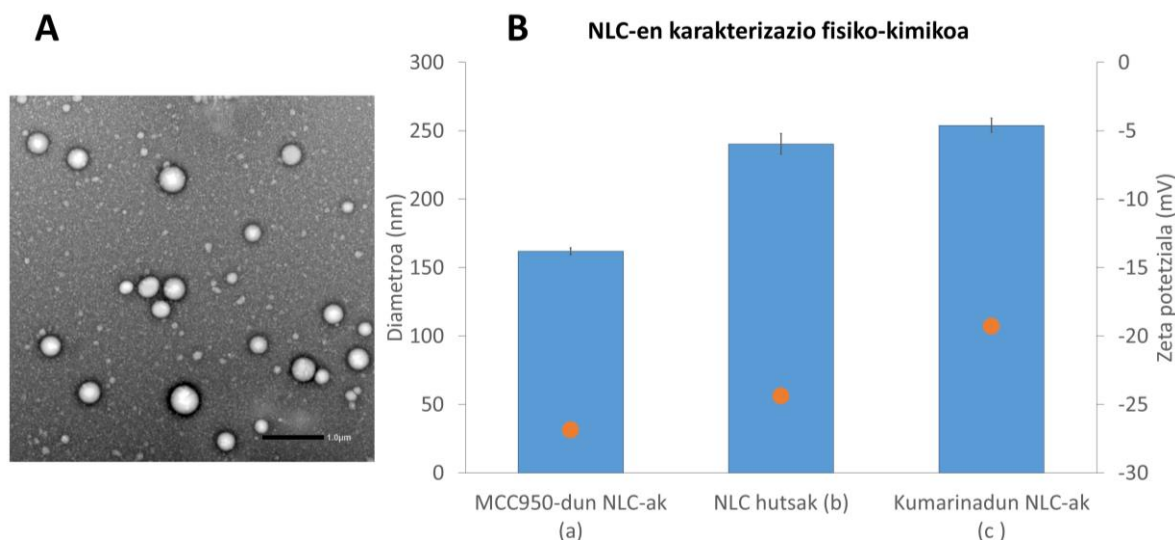 A
B
NLC-en karakterizazio fisiko-kimikoa
1.0µm
Diametroa (nm)
300
250
200
150
100
50
0
Zeta potetziala (mV)
0
-5
-10
-15
-20
-25
-30
MCC950-dun NLC-ak
(a)
NLC hutsak (b)
Kumarinadun NLC-ak
(c )